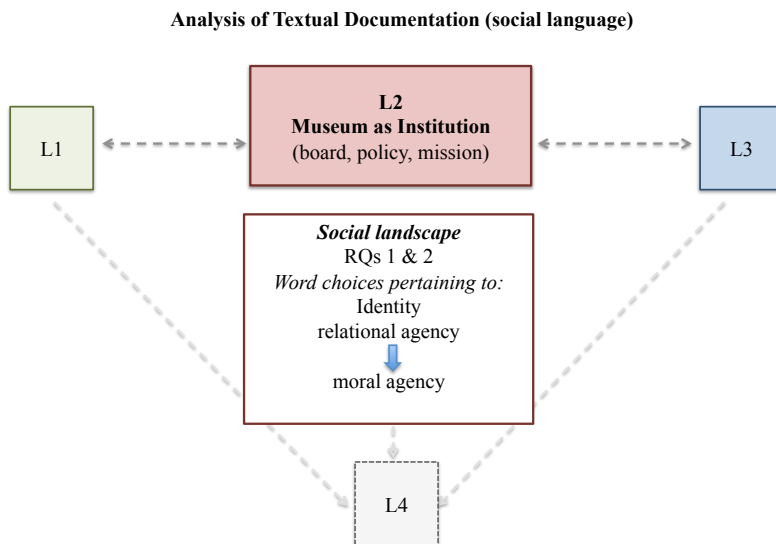 Analysis of Textual Documentation (social language)
L2
Museum as Institution
(board, policy, mission)
L1
L3
Social landscape
RQs 1 & 2
Word choices pertaining to:
Identity
relational agency
moral agency
L4